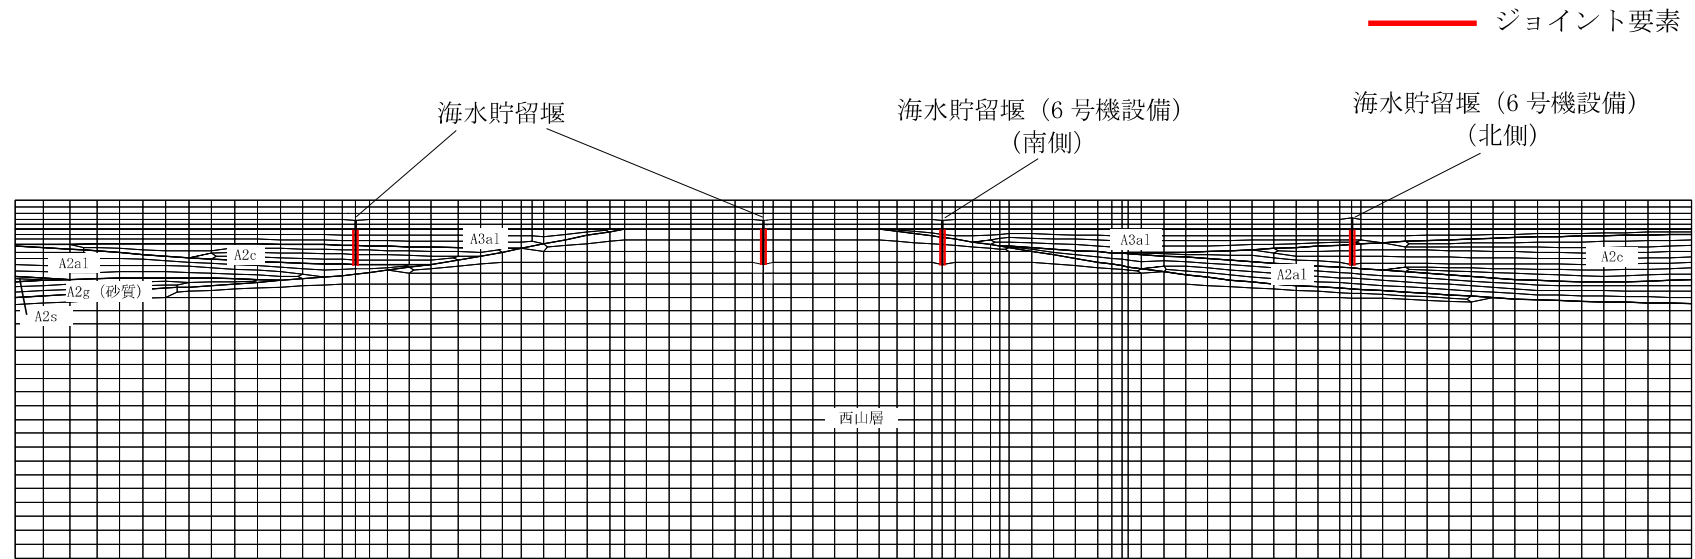 ジョイント要素
海水貯留堰
海水貯留堰（6 号機設備）
（南側）
海水貯留堰（6 号機設備）
（北側）
A3al
A3al
A2c
A2al
A2c
A2al
A2g（砂質）
A2s
西山層